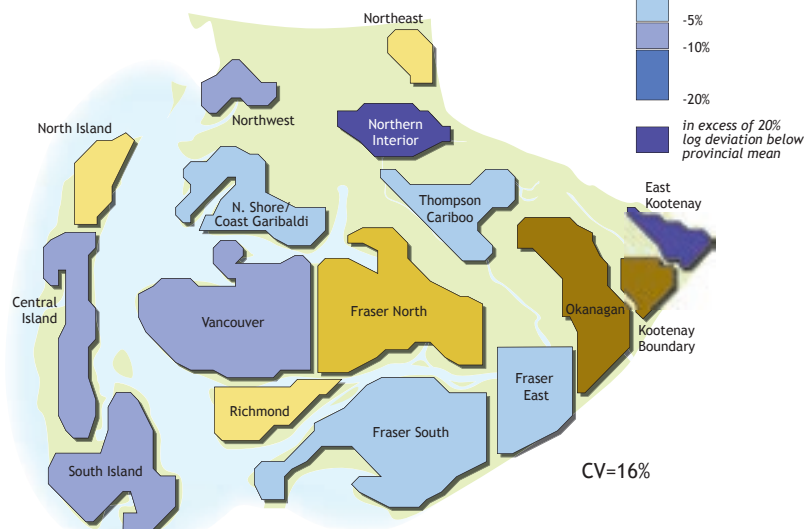 Northeast
-5%
-10%
-20%
in excess of 20%
log deviation below
provincial mean
Northwest
Northern
Interior
North Island
East
Kootenay
N. Shore/
Coast Garibaldi
Thompson
Cariboo
Central
Island
Vancouver
Fraser North
Okanagan
Kootenay
Boundary
Richmond
Fraser
East
Fraser South
South Island
CV=16%